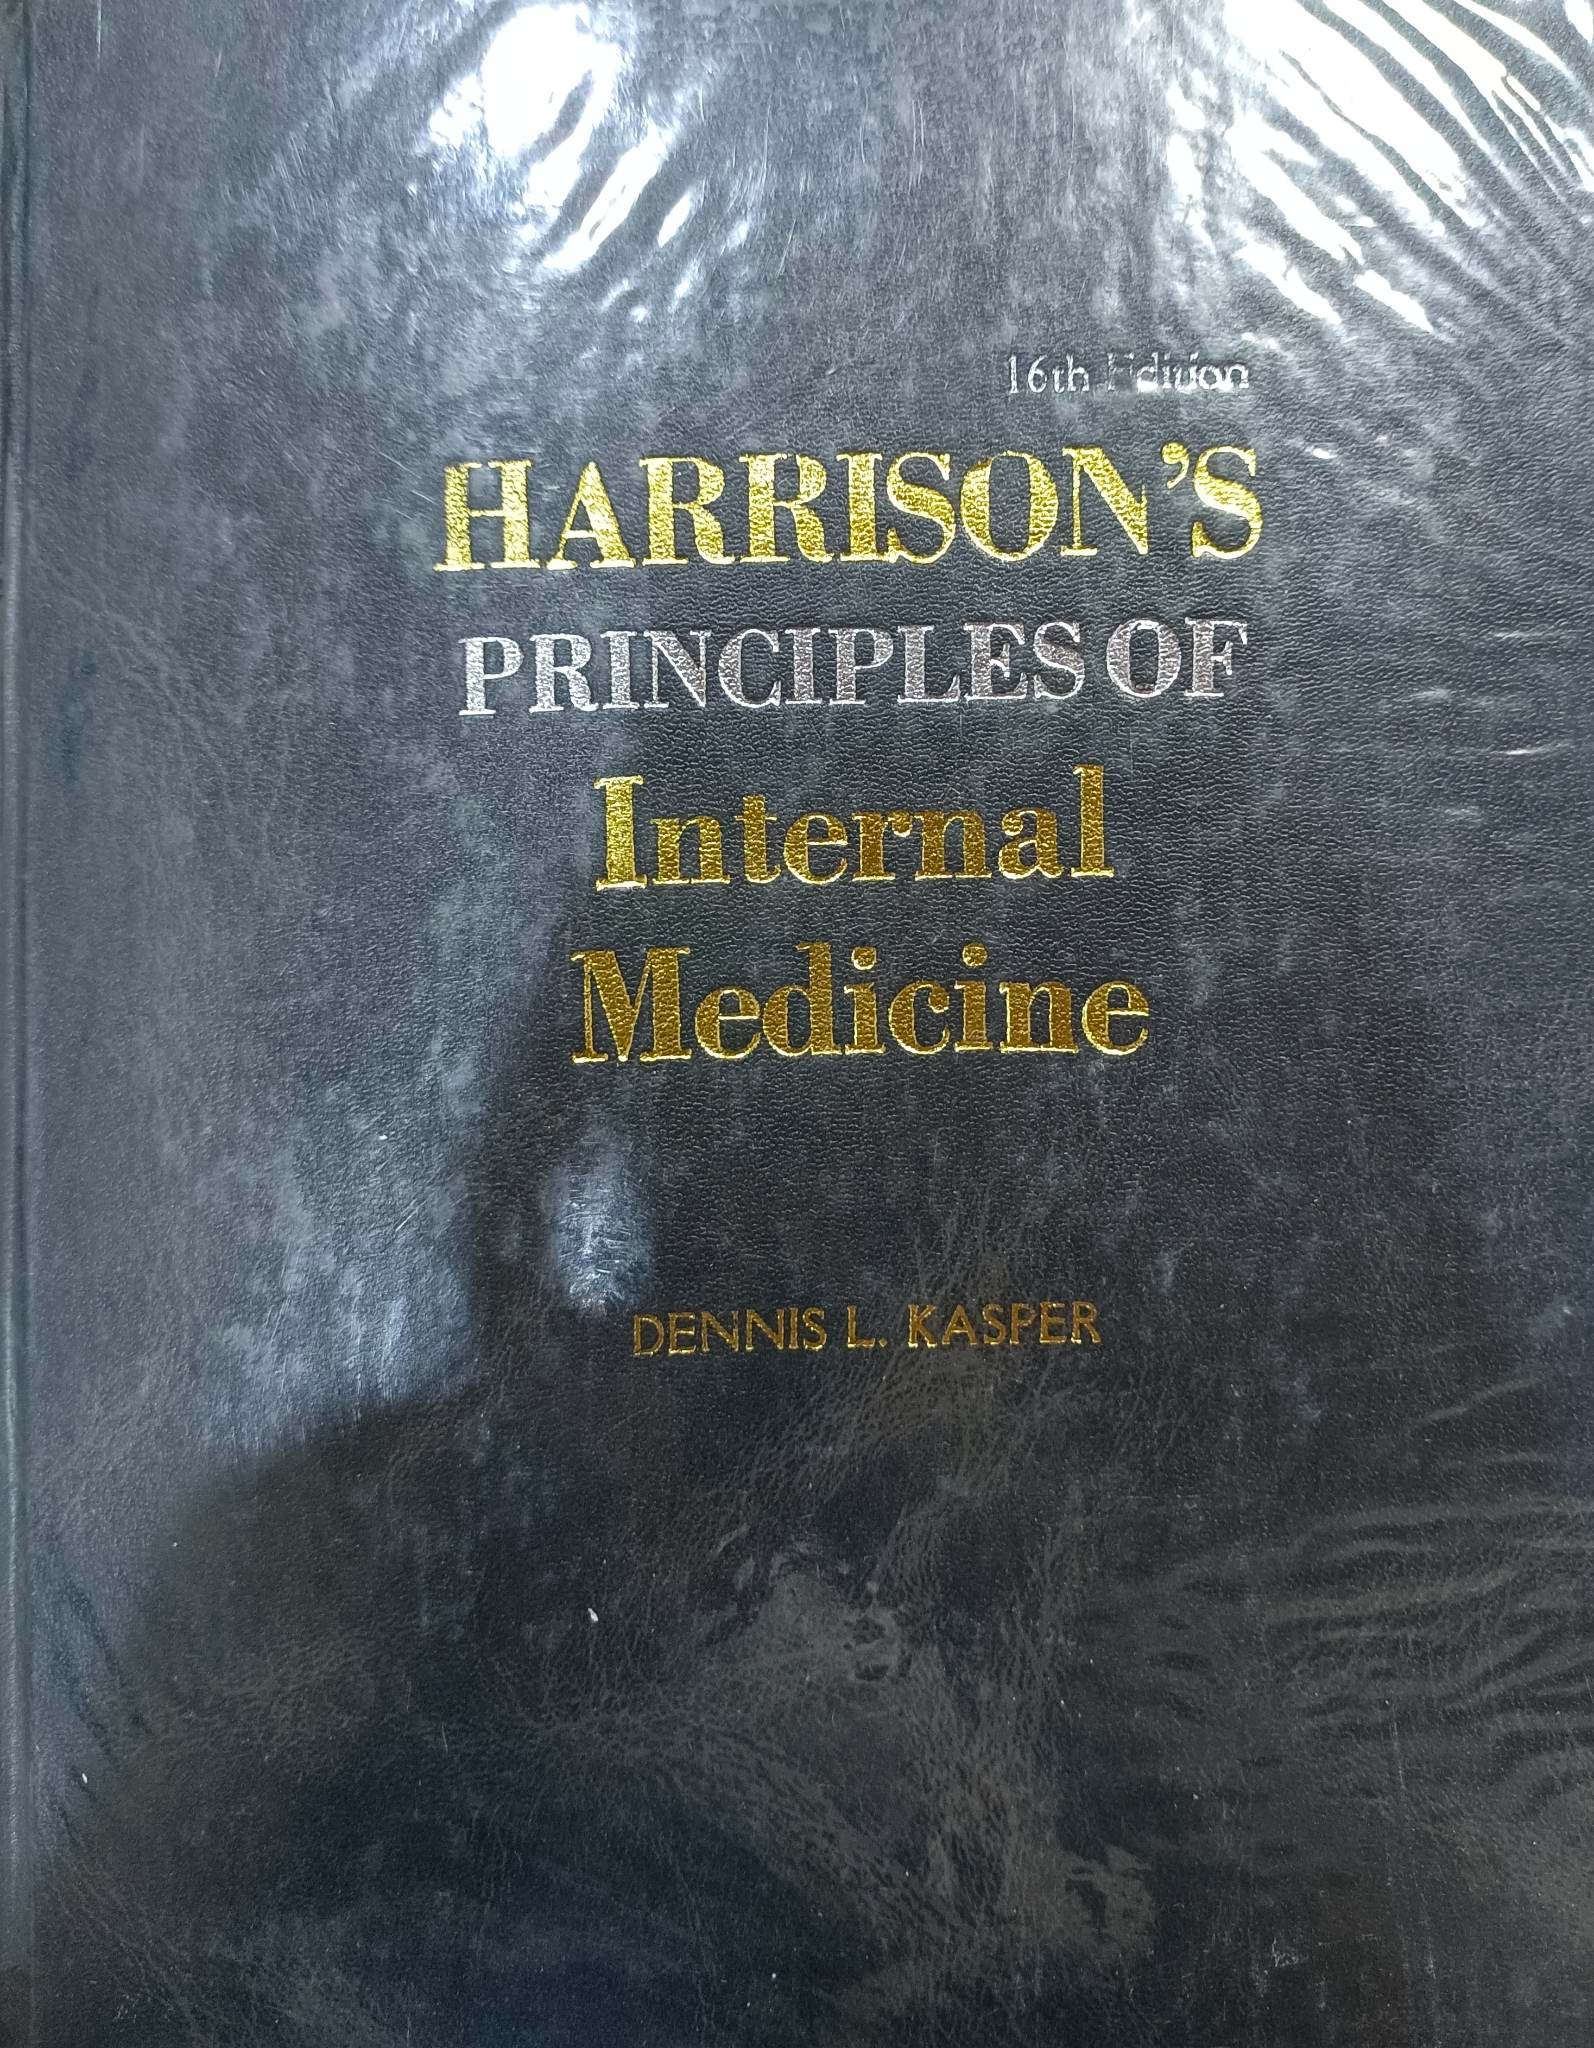 16th Edition
HARRISON'S
PRINCIPLES OF
Internal
Medicine
DENNIS L. KASPER